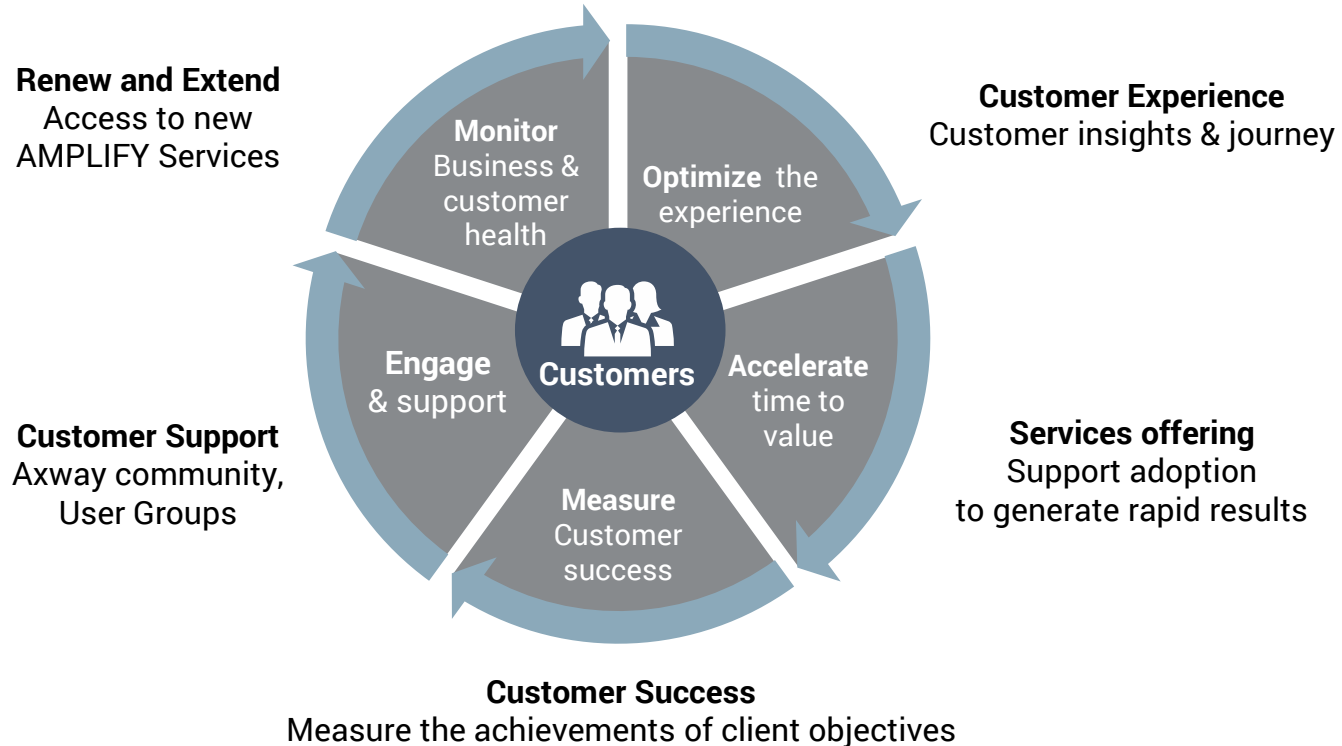 Renew and Extend
Access to new
AMPLIFY Services
Monitor
Business &
customer
health
Optimize the
experience
Customer Experience
Customer insights & journey
Engage
& support
Customers
Accelerate
time to
value
Customer Support
Axway community,
User Groups
Measure
Customer
success
Services offering
Support adoption
to generate rapid results
Customer Success
Measure the achievements of client objectives